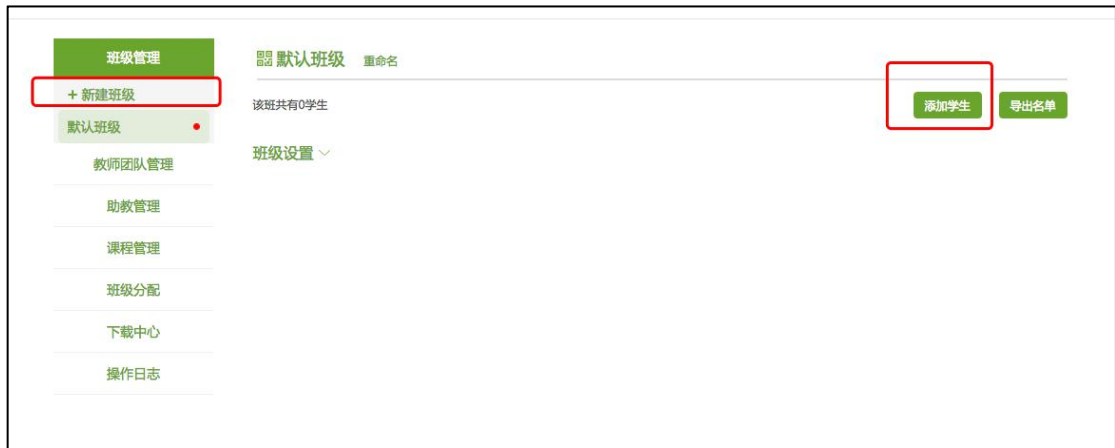 班级管理
+ 新建班级
默认班级
教师团队管理
助教管理
课程管理
班级分配
下载中心
操作日志
默认班级 重命名
该班共有0学生 添加学生 导出名单
班级设置